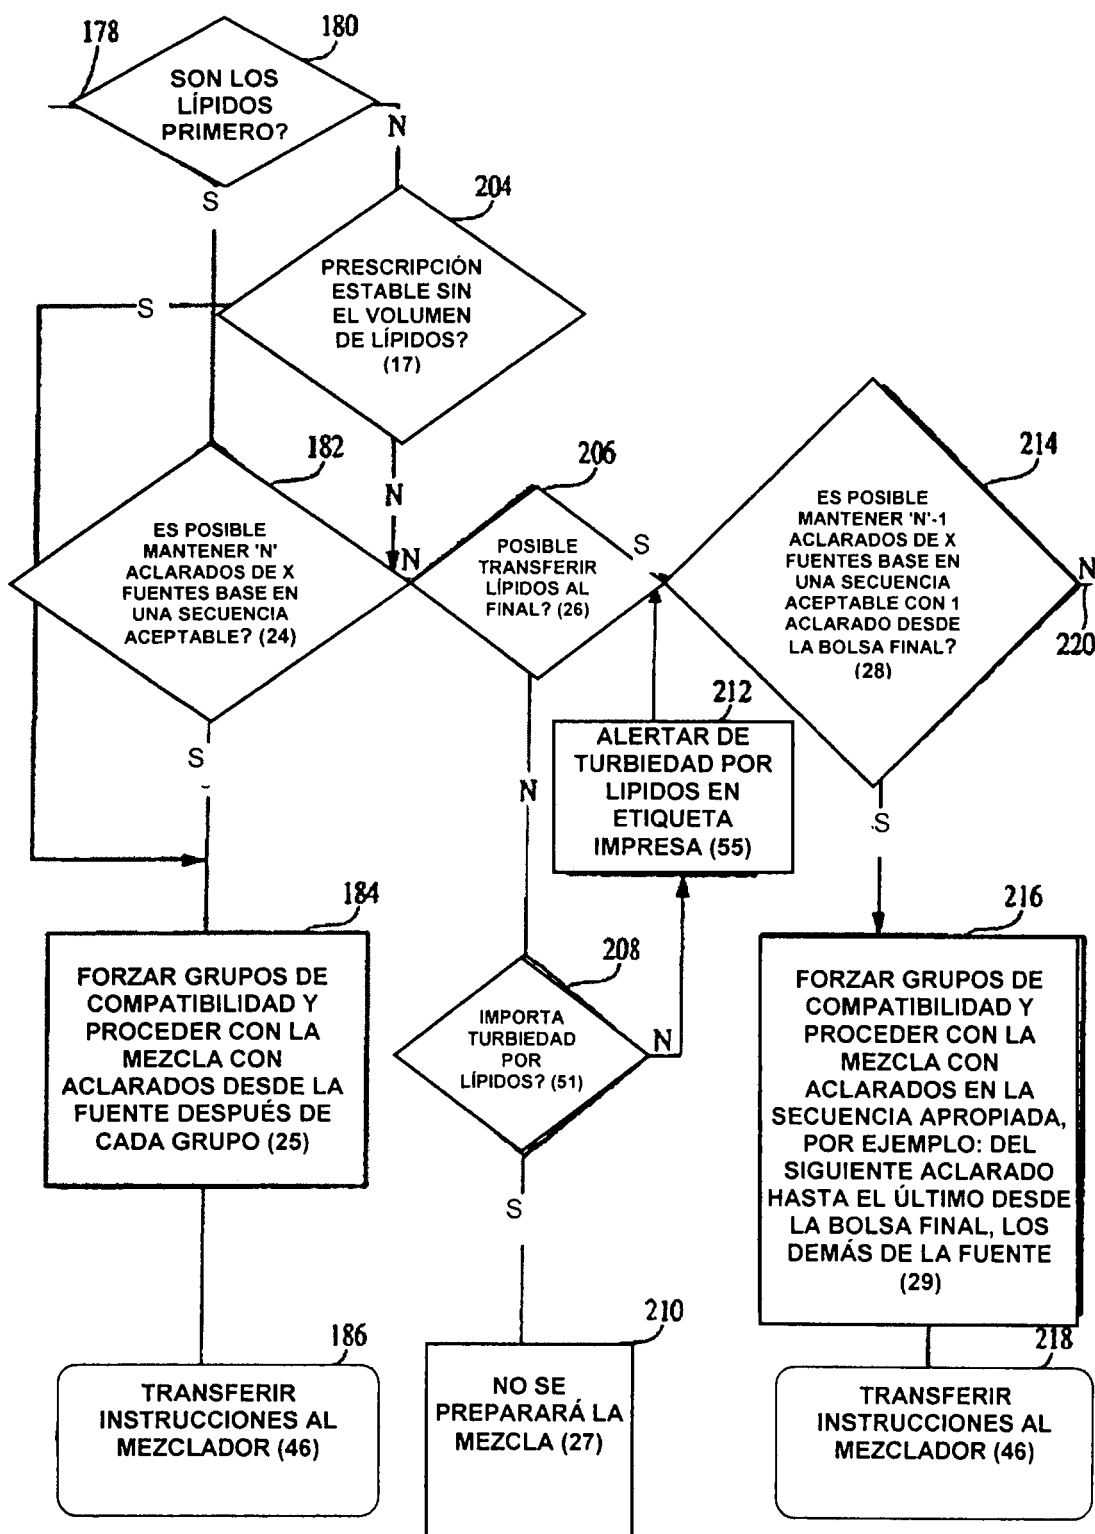 178
180
SON LOS
LÍPIDOS
PRIMERO?
N
S
204
PRESCRIPCIÓN
ESTABLE SIN
EL VOLUMEN
DE LÍPIDOS?
(17)
S
N
182
ES POSIBLE
MANTENER 'N'
ACLARADOS DE X
FUENTES BASE EN
UNA SECUENCIA
ACEPTABLE? (24)
N
S
206
POSIBLE
TRANSFERIR
LÍPIDOS AL
FINAL? (26)
S
N
214
ES POSIBLE
MANTENER 'N'-1
ACLARADOS DE X
FUENTES BASE EN
UNA SECUENCIA
ACEPTABLE CON 1
ACLARADO DESDE
LA BOLSA FINAL?
(28)
N
220
S
212
ALERTAR DE
TURBIEDAD POR
LIPIDOS EN
ETIQUETA
IMPRESA (55)
184
FORZAR GRUPOS DE
COMPATIBILIDAD Y
PROCEDER CON LA
MEZCLA CON
ACLARADOS DESDE LA
FUENTE DESPUÉS DE
CADA GRUPO (25)
208
IMPORTA
TURBIEDAD
POR
LÍPIDOS? (51)
N
S
216
FORZAR GRUPOS DE
COMPATIBILIDAD Y
PROCEDER CON LA
MEZCLA CON
ACLARADOS EN LA
SECUENCIA APROPIADA,
POR EJEMPLO: DEL
SIGUIENTE ACLARADO
HASTA EL ÚLTIMO DESDE
LA BOLSA FINAL, LOS
DEMÁS DE LA FUENTE
(29)
186
TRANSFERIR
INSTRUCCIONES AL
MEZCLADOR (46)
210
NO SE
PREPARARÁ LA
MEZCLA (27)
218
TRANSFERIR
INSTRUCCIONES AL
MEZCLADOR (46)